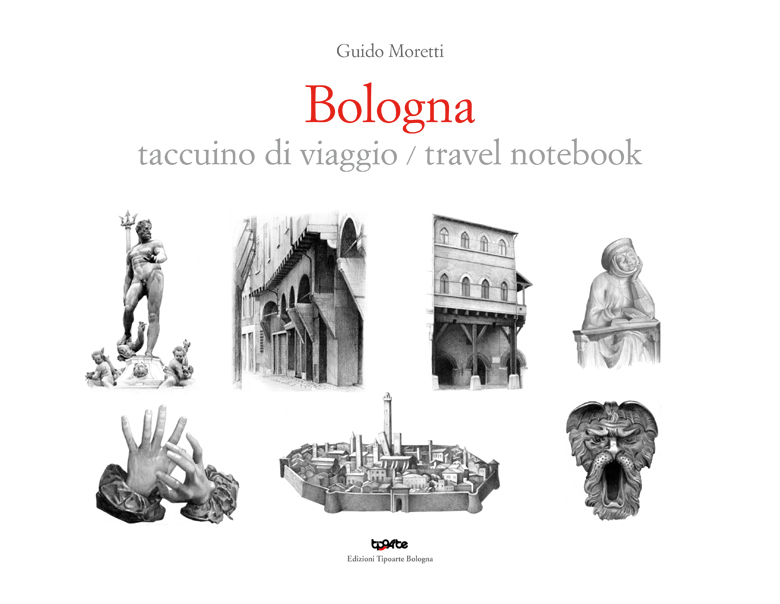 Guido Moretti
Bologna
taccuino di viaggio / travel notebook
tipoarte
Edizioni Tipoarte Bologna